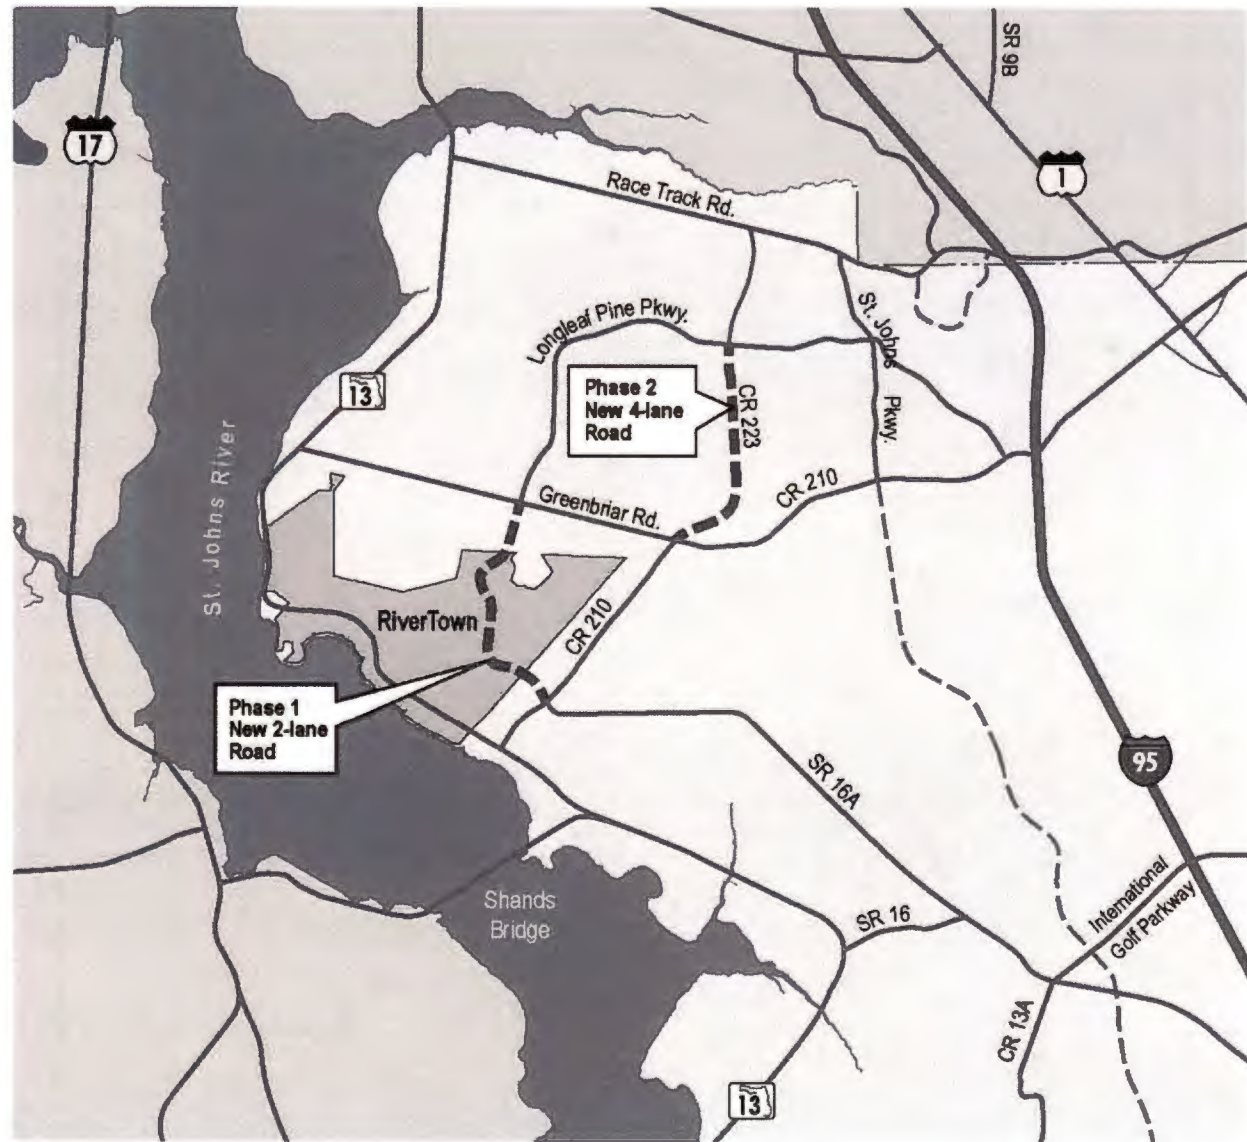 SR 9B
17
1
Race Track Rd.
Longleaf Pine Pkwy.
St. Johns
Pkwy.
13
Phase 2
New 4-lane
Road
CR 223
St. Johns River
Greenbriar Rd.
CR 210
RiverTown
CR 210
Phase 1
New 2-lane
Road
SR 16A
95
Shands
Bridge
SR 16
International
Golf Parkway
CR 13A
13